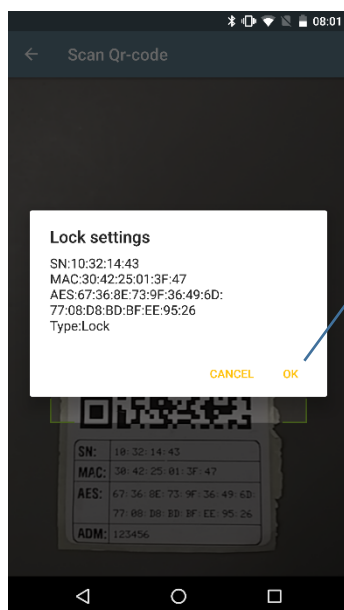 08:01
Scan Qr-code
Lock settings
SN:10:32:14:43
MAC:30:42:25:01:3F:47
AES:67:36:8E:73:9F:36:49:6D:
77:08:D8:BD:BF:EE:95:26
Type:Lock
CANCEL OK
SN: 10:32:14:43
MAC: 30:42:25:01:3F:47
AES: 67:36:8E:73:9F:36:49:6D
77:08:D8:BD:BF:EE:95:26
ADM: 123456